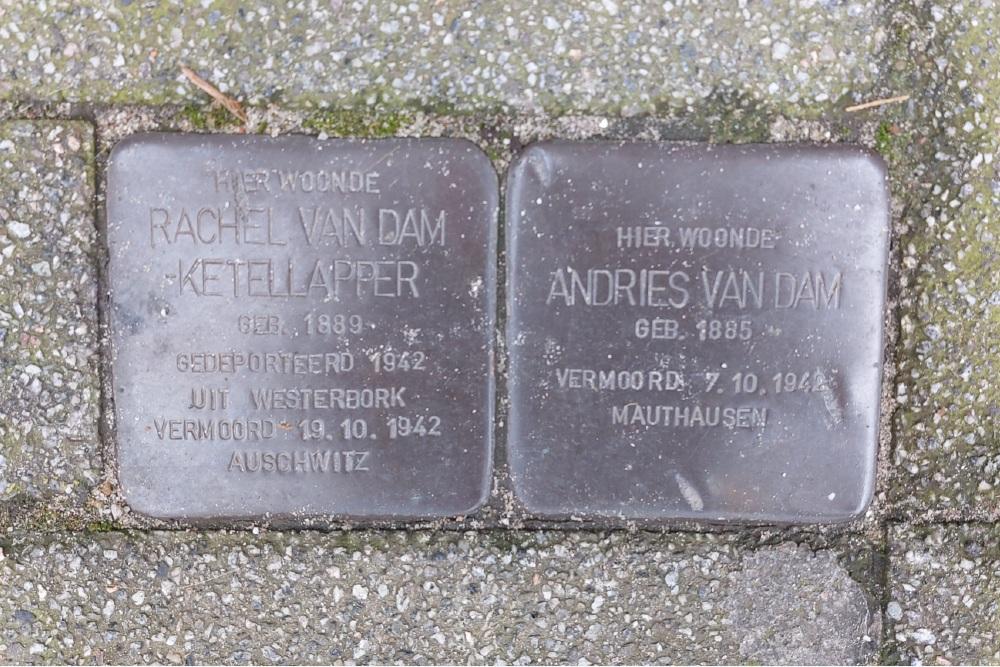 HIER WOONDE
RACHEL VAN DAM
-KETELLAPPER
GEB. 1889
GEDEPORTEERD 1942
UIT WESTERBORK
VERMOORD 19.10.1942
AUSCHWITZ
HIER WOONDE
ANDRIES VAN DAM
GEB. 1885
VERMOORD 7.10.1942
MAUTHAUSEN